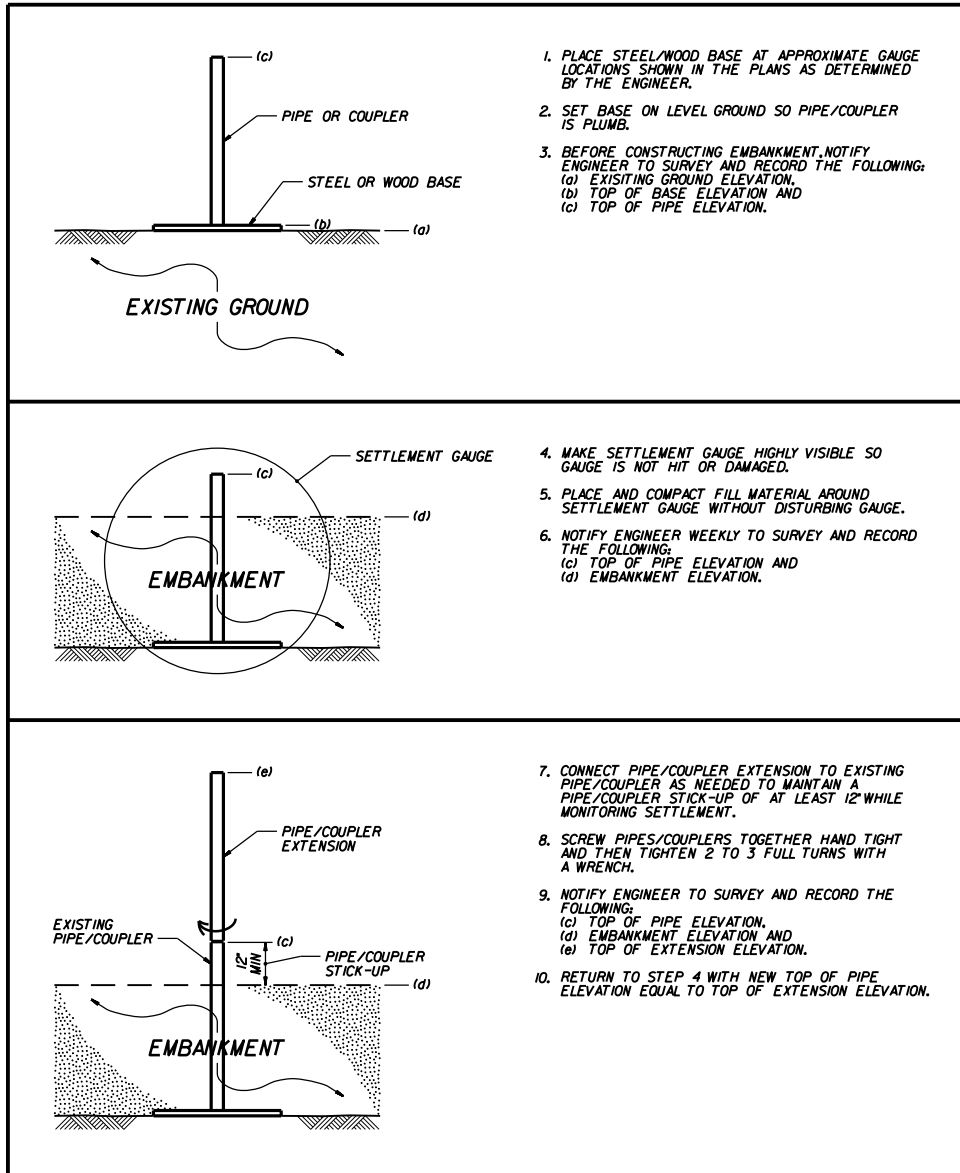 (c)
PIPE OR COUPLER
STEEL OR WOOD BASE
(b)
(a)
EXISTING GROUND
1. PLACE STEEL/WOOD BASE AT APPROXIMATE GAUGE
LOCATIONS SHOWN IN THE PLANS AS DETERMINED
BY THE ENGINEER.
2. SET BASE ON LEVEL GROUND SO PIPE/COUPLER
IS PLUMB.
3. BEFORE CONSTRUCTING EMBANKMENT,NOTIFY
ENGINEER TO SURVEY AND RECORD THE FOLLOWING:
(a) EXISITING GROUND ELEVATION,
(b) TOP OF BASE ELEVATION AND
(c) TOP OF PIPE ELEVATION.
SETTLEMENT GAUGE
(c)
(d)
EMBANKMENT
4. MAKE SETTLEMENT GAUGE HIGHLY VISIBLE SO
GAUGE IS NOT HIT OR DAMAGED.
5. PLACE AND COMPACT FILL MATERIAL AROUND
SETTLEMENT GAUGE WITHOUT DISTURBING GAUGE.
6. NOTIFY ENGINEER WEEKLY TO SURVEY AND RECORD
THE FOLLOWING:
(c) TOP OF PIPE ELEVATION AND
(d) EMBANKMENT ELEVATION.
(e)
PIPE/COUPLER
EXTENSION
EXISTING
PIPE/COUPLER
(c)
12"
MIN
PIPE/COUPLER
STICK-UP
(d)
EMBANKMENT
7. CONNECT PIPE/COUPLER EXTENSION TO EXISTING
PIPE/COUPLER AS NEEDED TO MAINTAIN A
PIPE/COUPLER STICK-UP OF AT LEAST 12" WHILE
MONITORING SETTLEMENT.
8. SCREW PIPES/COUPLERS TOGETHER HAND TIGHT
AND THEN TIGHTEN 2 TO 3 FULL TURNS WITH
A WRENCH.
9. NOTIFY ENGINEER TO SURVEY AND RECORD THE
FOLLOWING:
(c) TOP OF PIPE ELEVATION,
(d) EMBANKMENT ELEVATION AND
(e) TOP OF EXTENSION ELEVATION.
10. RETURN TO STEP 4 WITH NEW TOP OF PIPE
ELEVATION EQUAL TO TOP OF EXTENSION ELEVATION.